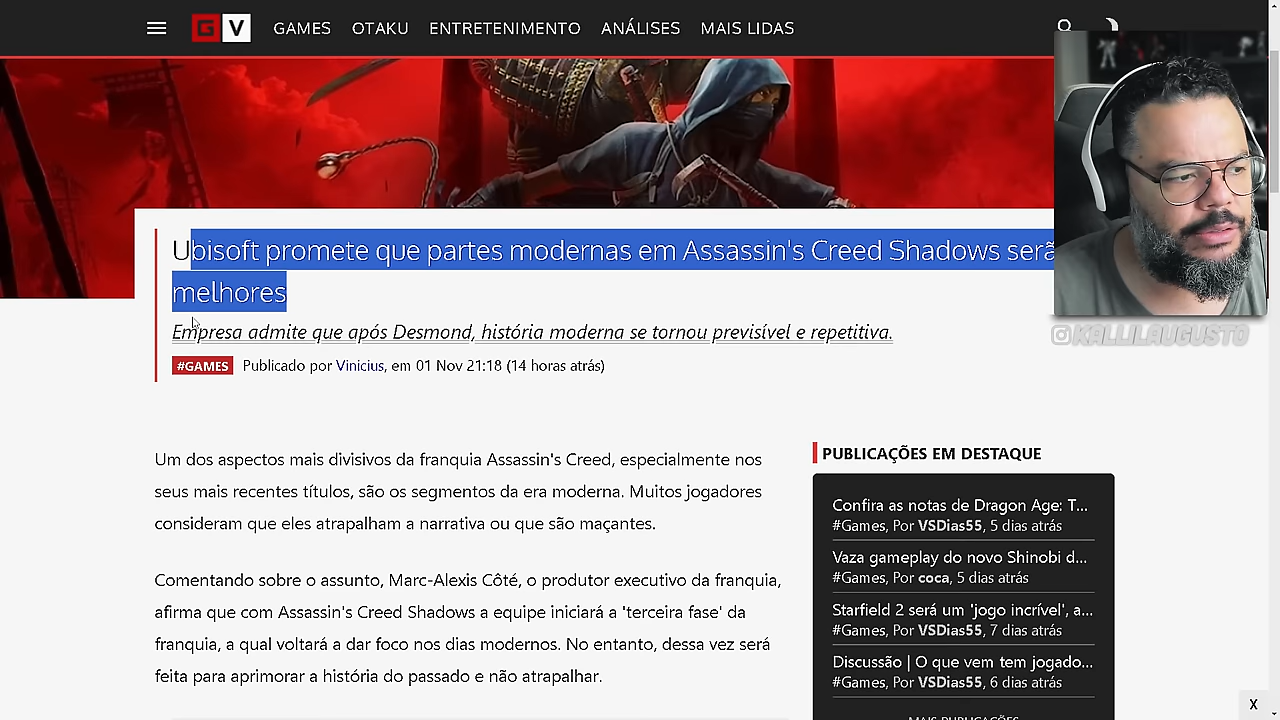 G V GAMES OTAKU ENTRETENIMENTO ANÁLISES MAIS LIDAS
Ubisoft promete que partes modernas em Assassin's Creed Shadows será
melhores
Empresa admite que após Desmond, história moderna se tornou previsível e repetitiva.
#GAMES Publicado por Vinicius, em 01 Nov 21:18 (14 horas atrás)
@KALLILAUGUSTO
Um dos aspectos mais divisivos da franquia Assassin's Creed, especialmente nos
seus mais recentes títulos, são os segmentos da era moderna. Muitos jogadores
consideram que eles atrapalham a narrativa ou que são maçantes.
Comentando sobre o assunto, Marc-Alexis Côté, o produtor executivo da franquia,
afirma que com Assassin's Creed Shadows a equipe iniciará a 'terceira fase' da
franquia, a qual voltará a dar foco nos dias modernos. No entanto, dessa vez será
feita para aprimorar a história do passado e não atrapalhar.
PUBLICAÇÕES EM DESTAQUE
Confira as notas de Dragon Age: T...
#Games, Por VSDias55, 5 dias atrás
Vaza gameplay do novo Shinobi d...
#Games, Por coca, 5 dias atrás
Starfield 2 será um 'jogo incrível', a...
#Games, Por VSDias55, 7 dias atrás
Discussão | O que vem tem jogado...
#Games, Por VSDias55, 6 dias atrás
MAIS PUBLICAÇÕES
X